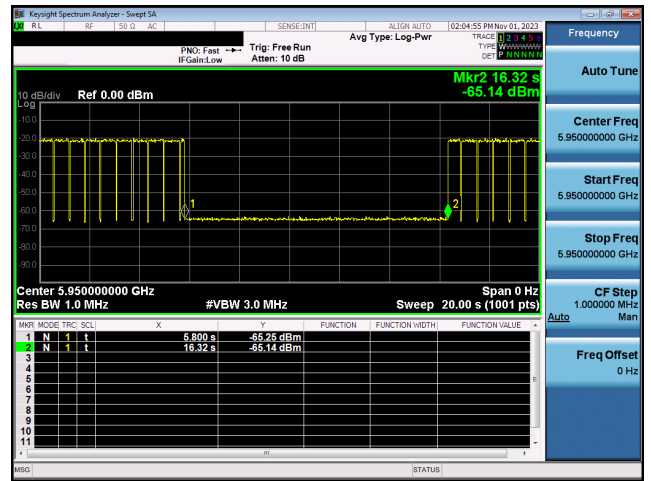 Keysight Spectrum Analyzer - Swept SA
LXI RL RF 50 Ω AC SENSE:INT ALIGN AUTO 02:04:55 PM Nov 01, 2023
Avg Type: Log-Pwr TRACE 1 2 3 4 5 6
PNO: Fast Trig: Free Run TYPE W W W W W W
IFGain:Low Atten: 10 dB DET P N N N N N
Mkr2 16.32 s
10 dB/div Ref 0.00 dBm -65.14 dBm
Log
-10.0
-20.0
-30.0
-40.0
-50.0
1 2
-60.0
-70.0
-80.0
-90.0
Center 5.950000000 GHz Span 0 Hz
Res BW 1.0 MHz #VBW 3.0 MHz Sweep 20.00 s (1001 pts)
MKR MODE TRC SCL X Y FUNCTION FUNCTION WIDTH FUNCTION VALUE
1 N 1 t 5.800 s -65.25 dBm
2 N 1 t 16.32 s -65.14 dBm
3
4
5
6
7
8
9
10
11
MSG STATUS
Frequency
Auto Tune
Center Freq
5.950000000 GHz
Start Freq
5.950000000 GHz
Stop Freq
5.950000000 GHz
CF Step
1.000000 MHz
Auto Man
Freq Offset
0 Hz